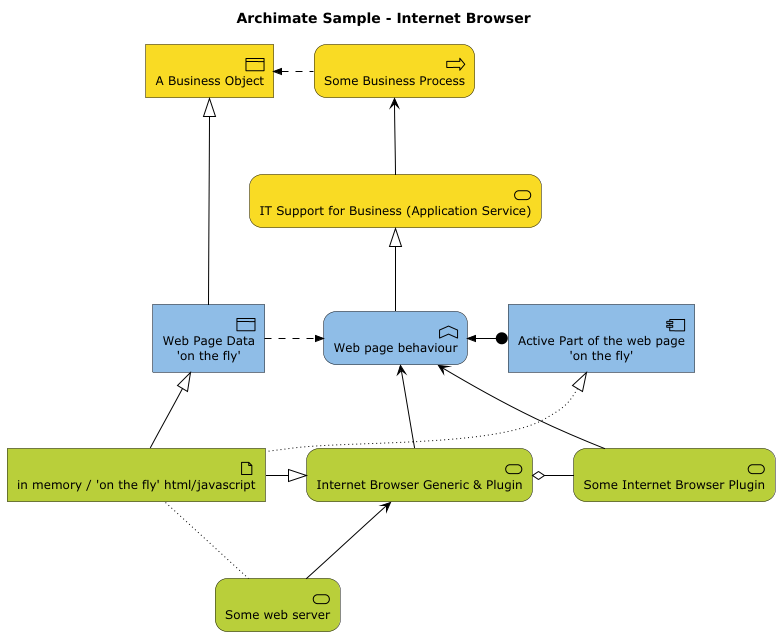 Archimate Sample - Internet Browser
A Business Object
Some Business Process
IT Support for Business (Application Service)
Web Page Data
'on the fly'
Web page behaviour
Active Part of the web page
'on the fly'
in memory / 'on the fly' html/javascript
Internet Browser Generic & Plugin
Some Internet Browser Plugin
Some web server